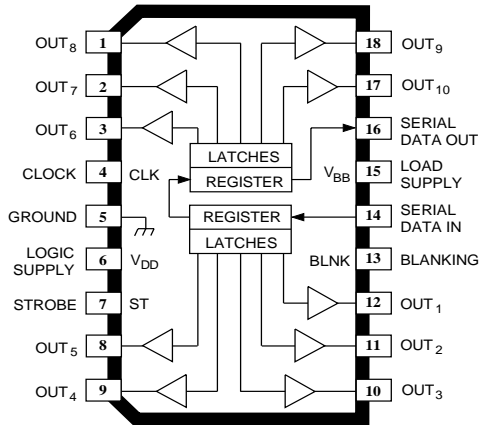 OUT8 1 18 OUT9
OUT7 2 17 OUT10
OUT6 3 16 SERIAL
DATA OUT
LATCHES
CLOCK 4 CLK REGISTER VBB 15 LOAD
SUPPLY
GROUND 5 REGISTER 14 SERIAL
DATA IN
LATCHES
LOGIC
SUPPLY 6 VDD BLNK 13 BLANKING
STROBE 7 ST 12 OUT1
OUT5 8 11 OUT2
OUT4 9 10 OUT3